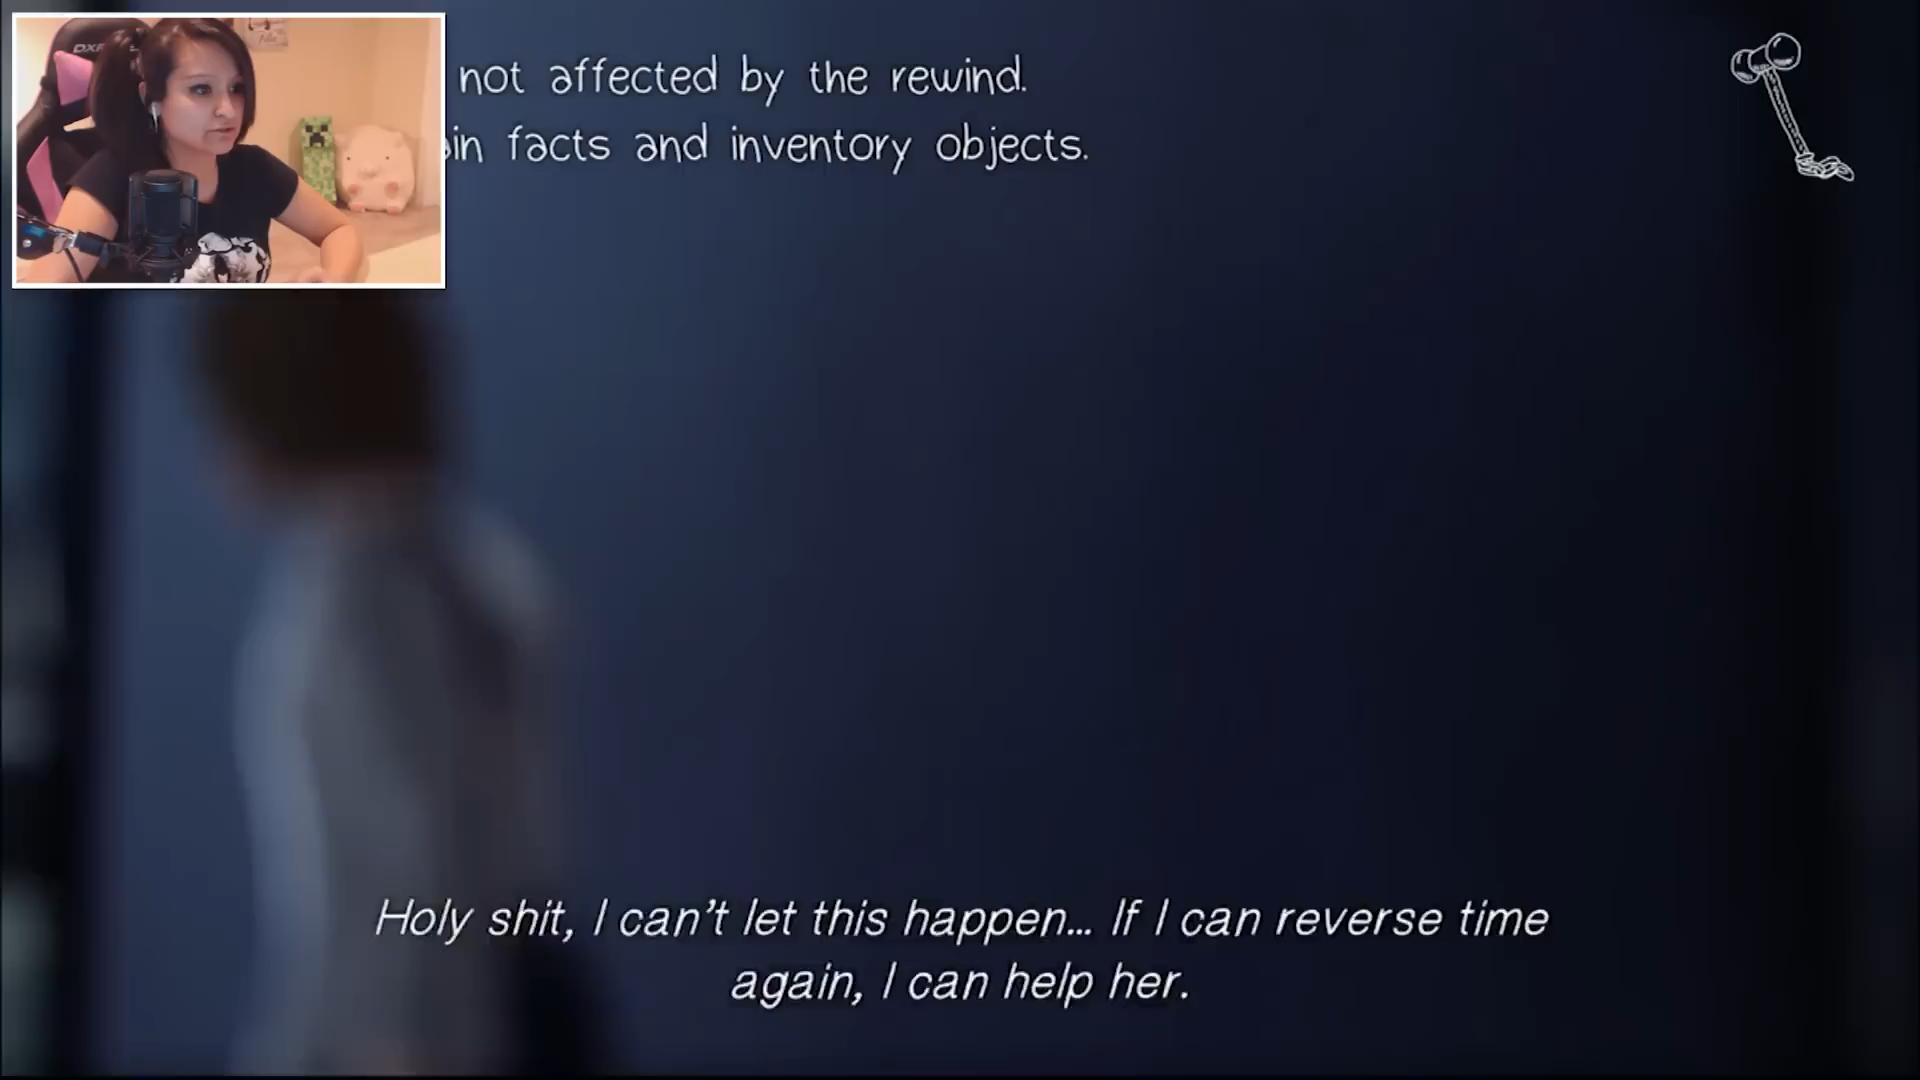 not affected by the rewind.
facts and inventory objects.
Holy shit, I can't let this happen... If I can reverse time
again, I can help her.